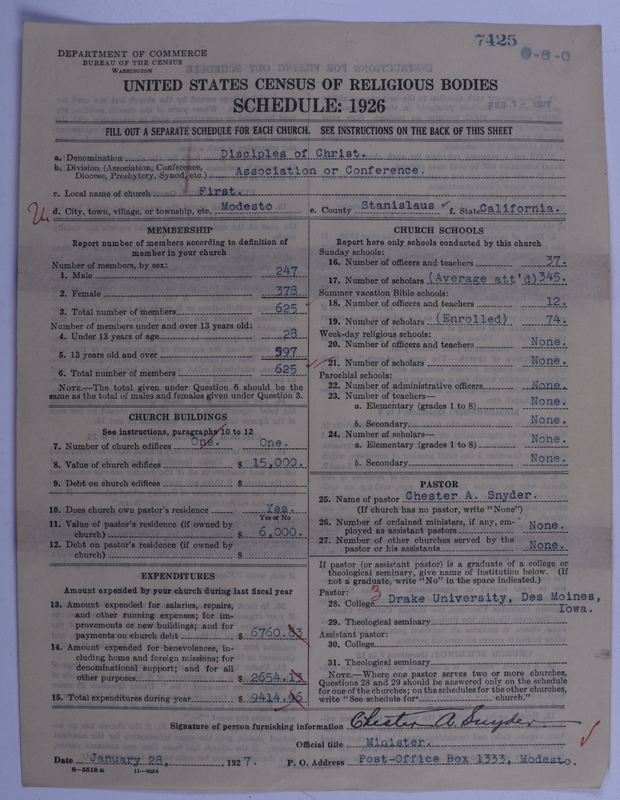 7425
9-8-0
DEPARTMENT OF COMMERCE
BUREAU OF THE CENSUS
WASHINGTON
UNITED STATES CENSUS OF RELIGIOUS BODIES
SCHEDULE: 1926
FILL OUT A SEPARATE SCHEDULE FOR EACH CHURCH. SEE INSTRUCTIONS ON THE BACK OF THIS SHEET
a. Denomination Disciples of Christ.
b. Division (Association, Conference, Diocese, Presbytery, Synod, etc.) Association or Conference.
c. Local name of church First.
d. City, town, village, or township, etc. Modesto e. County Stanislaus f. State California.
MEMBERSHIP
Report number of members according to definition of
member in your church
Number of members, by sex:
1. Male 247
2. Female 378
3. Total number of members 625
Number of members under and over 13 years old:
4. Under 13 years of age 28
5. 13 years old and over 597
6. Total number of members 625
NOTE.—The total given under Question 6 should be the
same as the total of males and females given under Question 3.
CHURCH BUILDINGS
See instructions, paragraphs 10 to 12
7. Number of church edifices One. One.
8. Value of church edifices $ 15,000.
9. Debt on church edifices $
10. Does church own pastor's residence Yes.
Yes or No
11. Value of pastor's residence (if owned by
church) $ 6,000.
12. Debt on pastor's residence (if owned by
church) $
EXPENDITURES
Amount expended by your church during last fiscal year
13. Amount expended for salaries, repairs,
and other running expenses; for im-
provements or new buildings; and for
payments on church debt $ 6760.83
14. Amount expended for benevolences, in-
cluding home and foreign missions; for
denominational support; and for all
other purposes $ 2654.13
15. Total expenditures during year $ 9414.96
CHURCH SCHOOLS
Report here only schools conducted by this church
Sunday schools:
16. Number of officers and teachers 37.
17. Number of scholars (Average att'd) 345.
Summer vacation Bible schools:
18. Number of officers and teachers 12.
19. Number of scholars (Enrolled) 74.
Week-day religious schools:
20. Number of officers and teachers None.
21. Number of scholars None.
Parochial schools:
22. Number of administrative officers None.
23. Number of teachers—
a. Elementary (grades 1 to 8) None.
b. Secondary None.
24. Number of scholars—
a. Elementary (grades 1 to 8) None.
b. Secondary None.
PASTOR
25. Name of pastor Chester A. Snyder.
(If church has no pastor, write "None")
26. Number of ordained ministers, if any, em-
ployed as assistant pastors None.
27. Number of other churches served by the
pastor or his assistants None.
If pastor (or assistant pastor) is a graduate of a college or
theological seminary, give name of institution below. (If
not a graduate, write "No" in the space indicated.)
Pastor:
28. College 3 Drake University, Des Moines,
Iowa.
29. Theological seminary
Assistant pastor:
30. College
31. Theological seminary
NOTE.—Where one pastor serves two or more churches,
Questions 28 and 29 should be answered only on the schedule
for one of the churches; on the schedules for the other churches,
write "See schedule for church."
Signature of person furnishing information Chester A. Snyder
Official title Minister.
Date January 28, 1927. P. O. Address Post-Office Box 1333, Modesto.
8-5518 a 11-9554